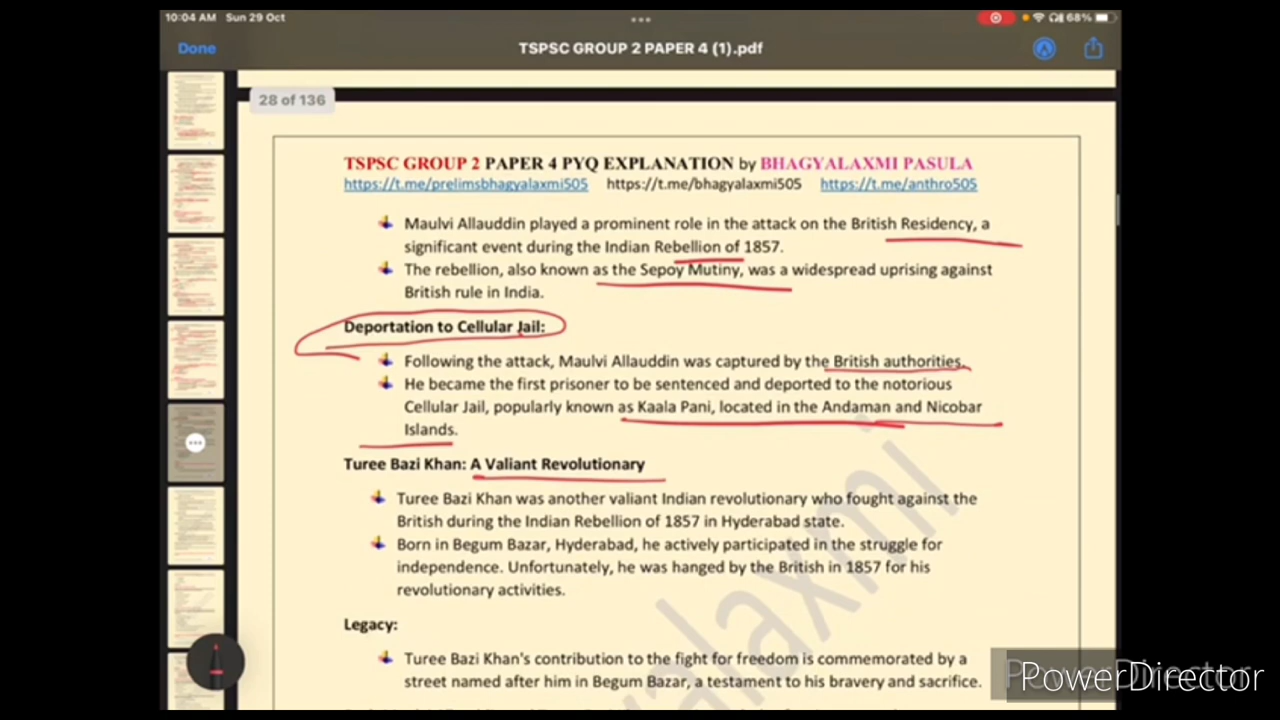 10:04 AM Sun 29 Oct
68%
Done
TSPSC GROUP 2 PAPER 4 (1).pdf
28 of 136
TSPSC GROUP 2 PAPER 4 PYQ EXPLANATION by BHAGYALAXMI PASULA
https://t.me/prelimsbhagyalaxmi505 https://t.me/bhagyalaxmi505 https://t.me/anthro505
Maulvi Allauddin played a prominent role in the attack on the British Residency, a
significant event during the Indian Rebellion of 1857.
The rebellion, also known as the Sepoy Mutiny, was a widespread uprising against
British rule in India.
Deportation to Cellular Jail:
Following the attack, Maulvi Allauddin was captured by the British authorities.
He became the first prisoner to be sentenced and deported to the notorious
Cellular Jail, popularly known as Kaala Pani, located in the Andaman and Nicobar
Islands.
Turee Bazi Khan: A Valiant Revolutionary
Turee Bazi Khan was another valiant Indian revolutionary who fought against the
British during the Indian Rebellion of 1857 in Hyderabad state.
Born in Begum Bazar, Hyderabad, he actively participated in the struggle for
independence. Unfortunately, he was hanged by the British in 1857 for his
revolutionary activities.
Legacy:
Turee Bazi Khan's contribution to the fight for freedom is commemorated by a
street named after him in Begum Bazar, a testament to his bravery and sacrifice.
alaxmi
PowerDirector